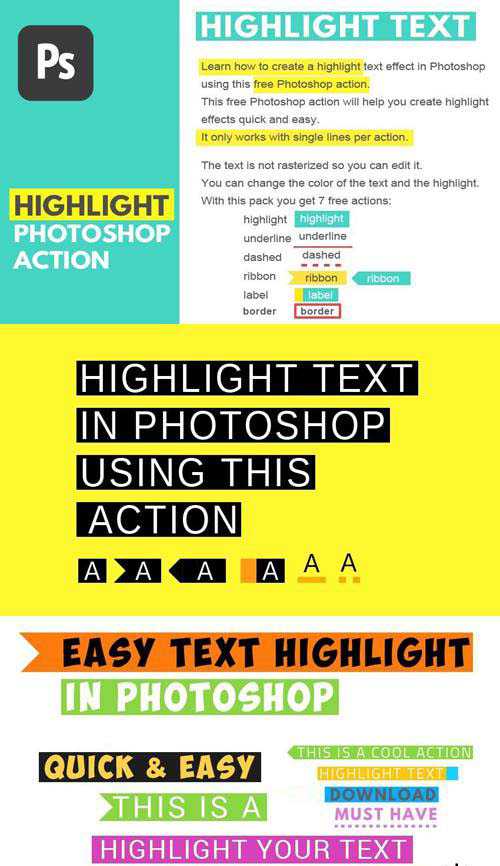 HIGHLIGHT TEXT
Ps
Learn how to create a highlight text effect in Photoshop
using this free Photoshop action.
This free Photoshop action will help you create highlight
effects quick and easy.
It only works with single lines per action.
The text is not rasterized so you can edit it.
You can change the color of the text and the highlight.
With this pack you get 7 free actions:
highlight highlight
underline underline
dashed dashed
ribbon ribbon ribbon
label label
border border
HIGHLIGHT
PHOTOSHOP
ACTION
HIGHLIGHT TEXT
IN PHOTOSHOP
USING THIS
ACTION
A A A A A A
EASY TEXT HIGHLIGHT
IN PHOTOSHOP
QUICK & EASY
THIS IS A
HIGHLIGHT YOUR TEXT
THIS IS A COOL ACTION
HIGHLIGHT TEXT
DOWNLOAD
MUST HAVE